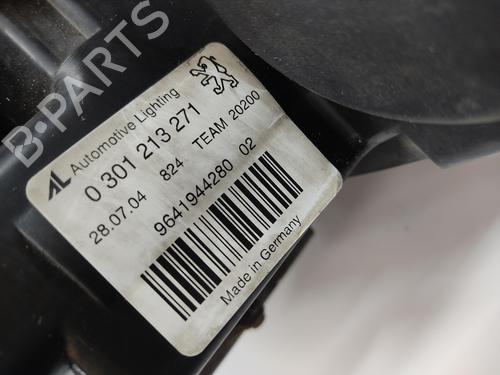 B-PARTS
AL Automotive Lighting
0 301 213 271
28.07.04 824 TEAM 20200
9641944280 02
Made in Germany